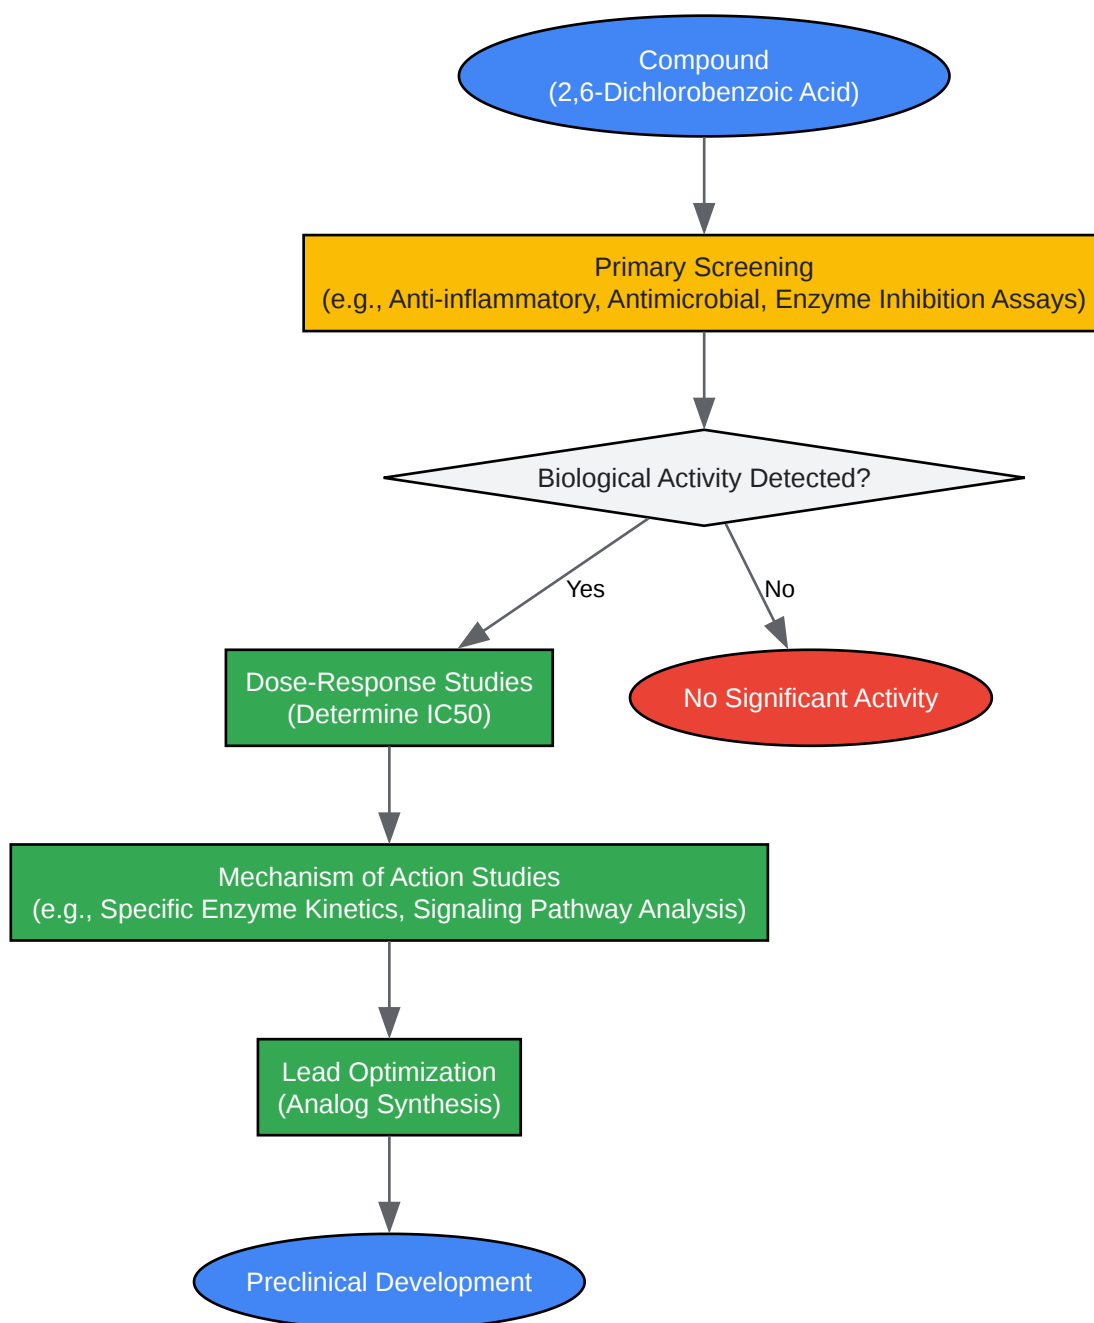 Compound
(2,6-Dichlorobenzoic Acid)
Primary Screening
(e.g., Anti-inflammatory, Antimicrobial, Enzyme Inhibition Assays)
Biological Activity Detected?
Yes
No
Dose-Response Studies
(Determine IC50)
No Significant Activity
Mechanism of Action Studies
(e.g., Specific Enzyme Kinetics, Signaling Pathway Analysis)
Lead Optimization
(Analog Synthesis)
Preclinical Development